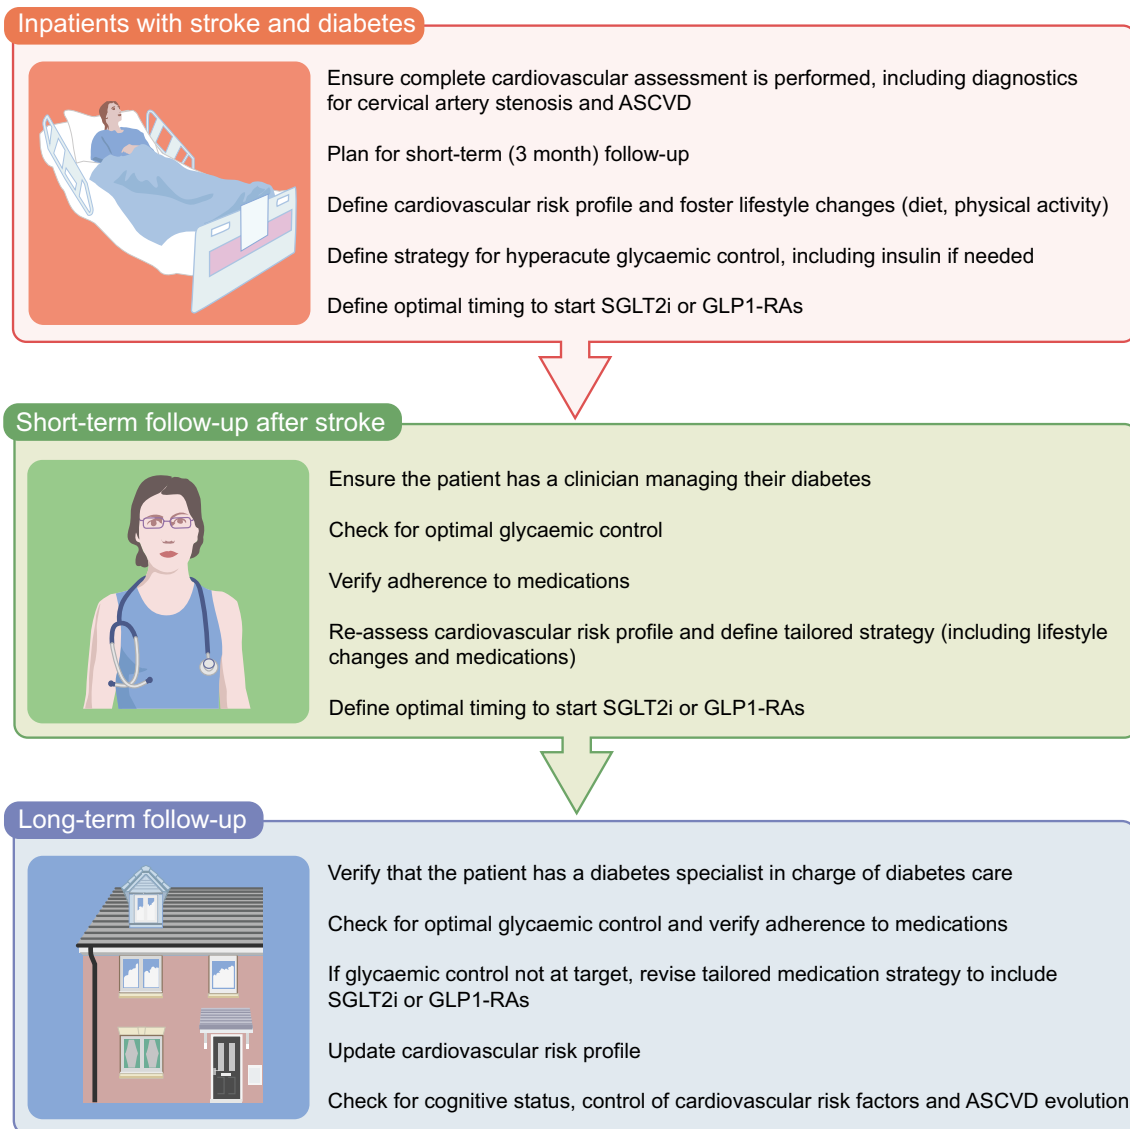 Inpatients with stroke and diabetes
Ensure complete cardiovascular assessment is performed, including diagnostics
for cervical artery stenosis and ASCVD
Plan for short-term (3 month) follow-up
Define cardiovascular risk profile and foster lifestyle changes (diet, physical activity)
Define strategy for hyperacute glycaemic control, including insulin if needed
Define optimal timing to start SGLT2i or GLP1-RAs
Short-term follow-up after stroke
Ensure the patient has a clinician managing their diabetes
Check for optimal glycaemic control
Verify adherence to medications
Re-assess cardiovascular risk profile and define tailored strategy (including lifestyle
changes and medications)
Define optimal timing to start SGLT2i or GLP1-RAs
Long-term follow-up
Verify that the patient has a diabetes specialist in charge of diabetes care
Check for optimal glycaemic control and verify adherence to medications
If glycaemic control not at target, revise tailored medication strategy to include
SGLT2i or GLP1-RAs
Update cardiovascular risk profile
Check for cognitive status, control of cardiovascular risk factors and ASCVD evolution